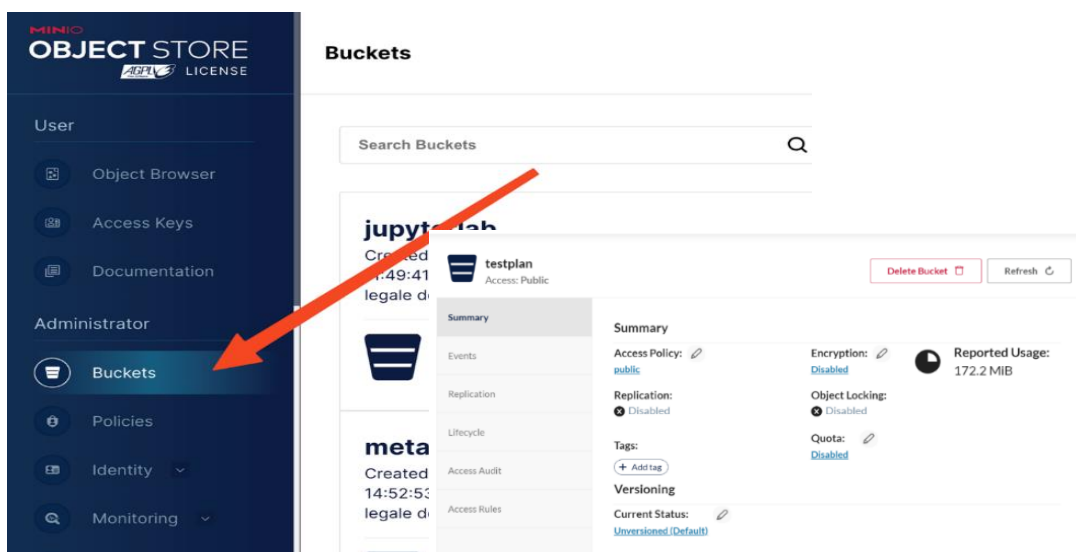 MINIO
OBJECT STORE
AGPL v3 LICENSE
User
Object Browser
Access Keys
Documentation
Administrator
Buckets
Policies
Identity
Monitoring
Buckets
Search Buckets
Created
14:52:53
legale d
meta
testplan
Access: Public
Delete Bucket
Refresh
Summary
Events
Replication
Lifecycle
Access Audit
Access Rules
Summary
Access Policy:
public
Encryption:
Disabled
Reported Usage:
172.2 MiB
Replication:
Disabled
Object Locking:
Disabled
Tags:
+ Add tag
Quota:
Disabled
Versioning
Current Status:
Unversioned (Default)